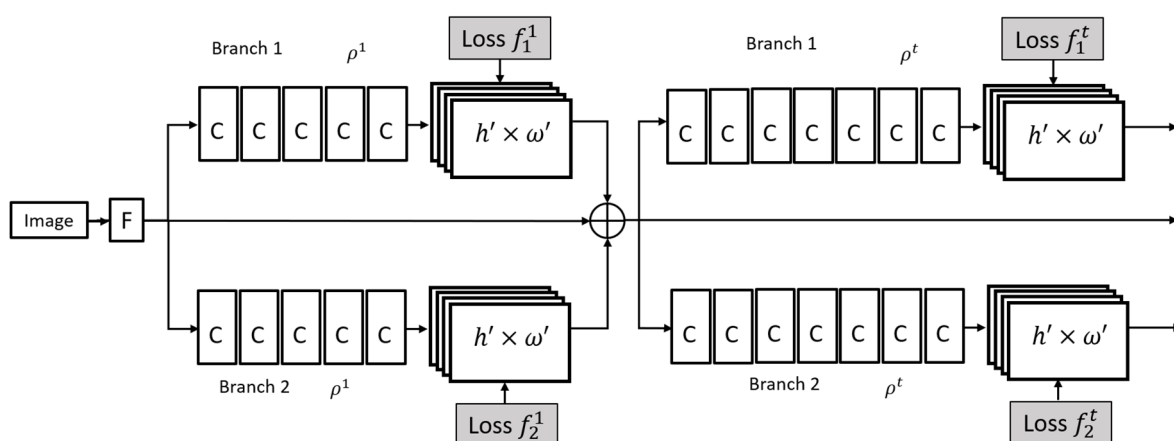 Loss f₁¹
Loss f₁ᵗ
Branch 1 ρ¹
Branch 1 ρᵗ
C C C C C h′ × ω′
C C C C C C C h′ × ω′
Image F
C C C C C h′ × ω′
C C C C C C C h′ × ω′
Branch 2 ρ¹
Branch 2 ρᵗ
Loss f₂¹
Loss f₂ᵗ